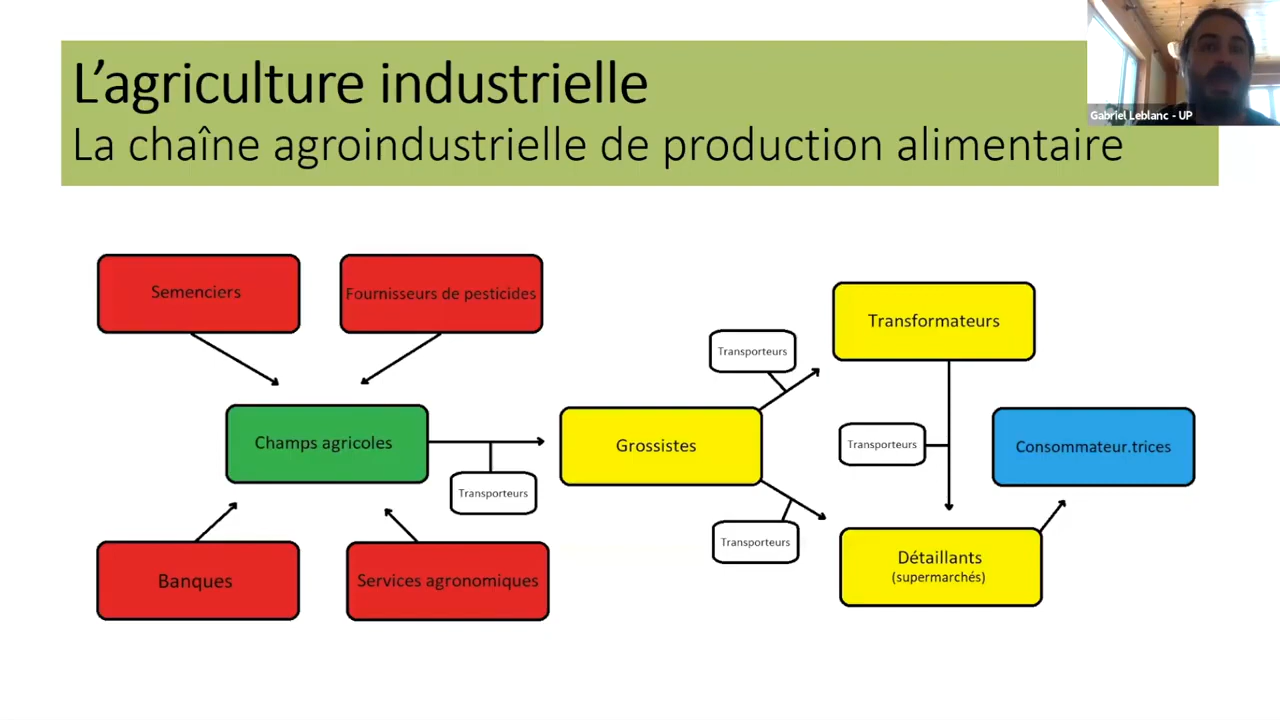 L’agriculture industrielle
La chaîne agroindustrielle de production alimentaire
Gabriel Leblanc - UP
Semenciers
Fournisseurs de pesticides
Transformateurs
Transporteurs
Champs agricoles
Grossistes
Transporteurs
Consommateur.trices
Transporteurs
Transporteurs
Banques
Services agronomiques
Détaillants
(supermarchés)